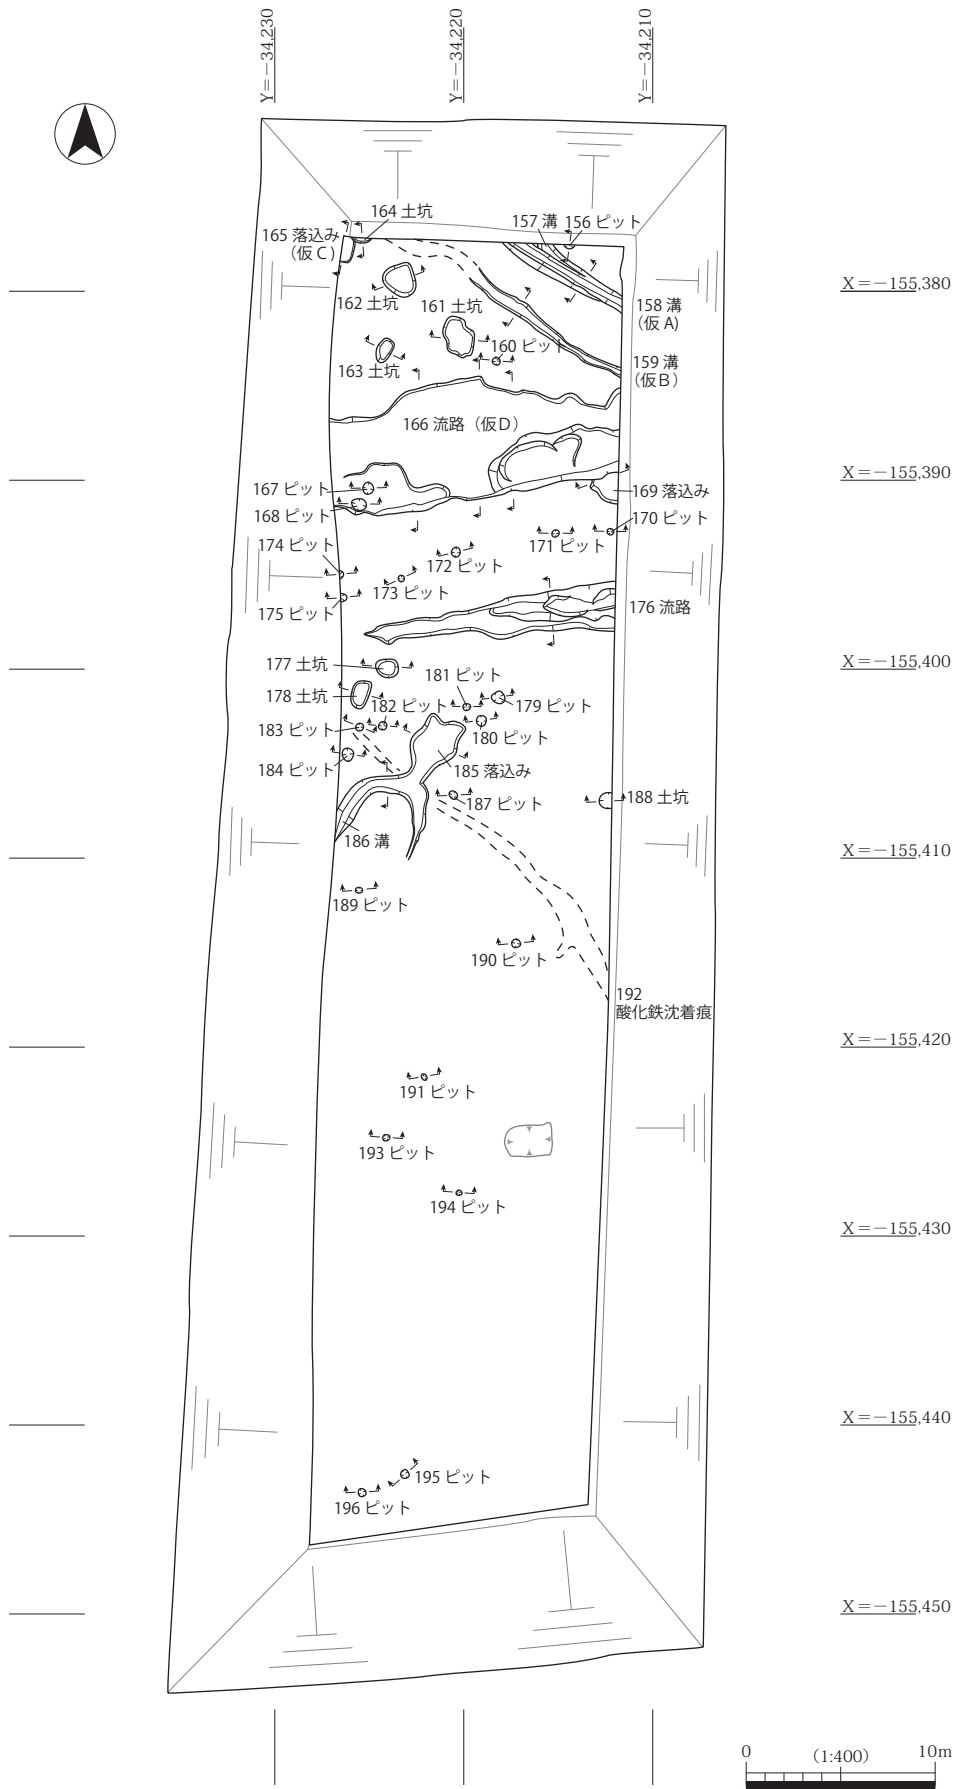 Y=－34,230
Y=－34,220
Y=－34,210
164 土坑
157 溝
156 ピット
165 落込み
（仮C）
X＝－155,380
162 土坑
161 土坑
158 溝
（仮A)
160 ピット
159 溝
（仮B）
163 土坑
166 流路（仮D）
X＝－155,390
167 ピット
169 落込み
168 ピット
170 ピット
174 ピット
171 ピット
172 ピット
173 ピット
175 ピット
176 流路
177 土坑
X＝－155,400
181 ピット
178 土坑
182 ピット
179 ピット
183 ピット
180 ピット
184 ピット
185 落込み
187 ピット
188 土坑
186 溝
X＝－155,410
189 ピット
190 ピット
192
酸化鉄沈着痕
X＝－155,420
191 ピット
193 ピット
194 ピット
X＝－155,430
X＝－155,440
195 ピット
196 ピット
X＝－155,450
0 （1:400） 10m